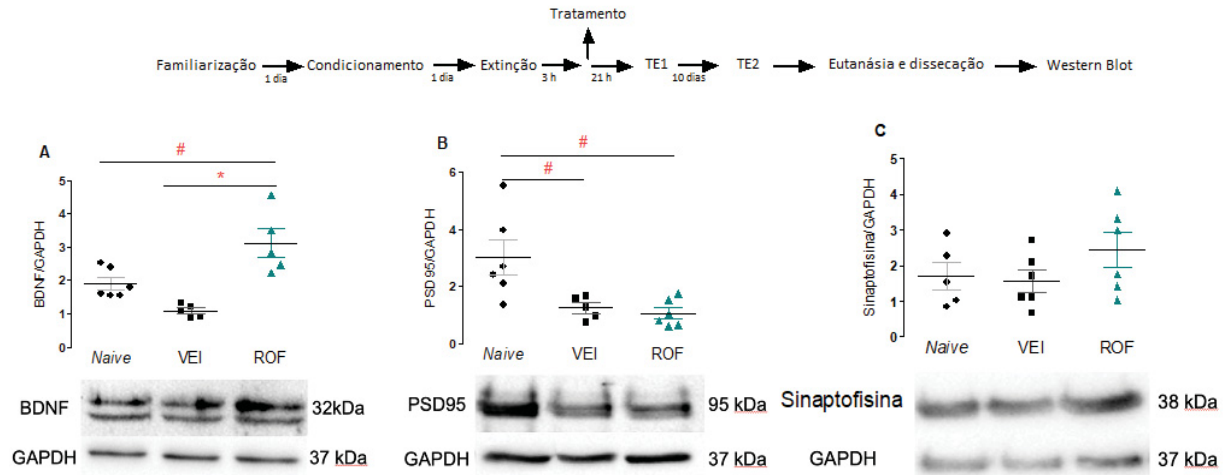 Tratamento
Familiarização
1 dia
Condicionamento
1 dia
Extinção
3 h
21 h
TE1
10 dias
TE2
Eutanásia e dissecação
Western Blot
A
#
*
BDNF/GAPDH
5
4
3
2
1
0
Naive VEI ROF
BDNF 32kDa
GAPDH 37 kDa
B
#
#
PSD95/GAPDH
6
4
2
0
Naive VEI ROF
PSD95 95 kDa
GAPDH 37 kDa
C
Sinaptofisina/GAPDH
5
4
3
2
1
0
Naive VEI ROF
Sinaptofisina 38 kDa
GAPDH 37 kDa